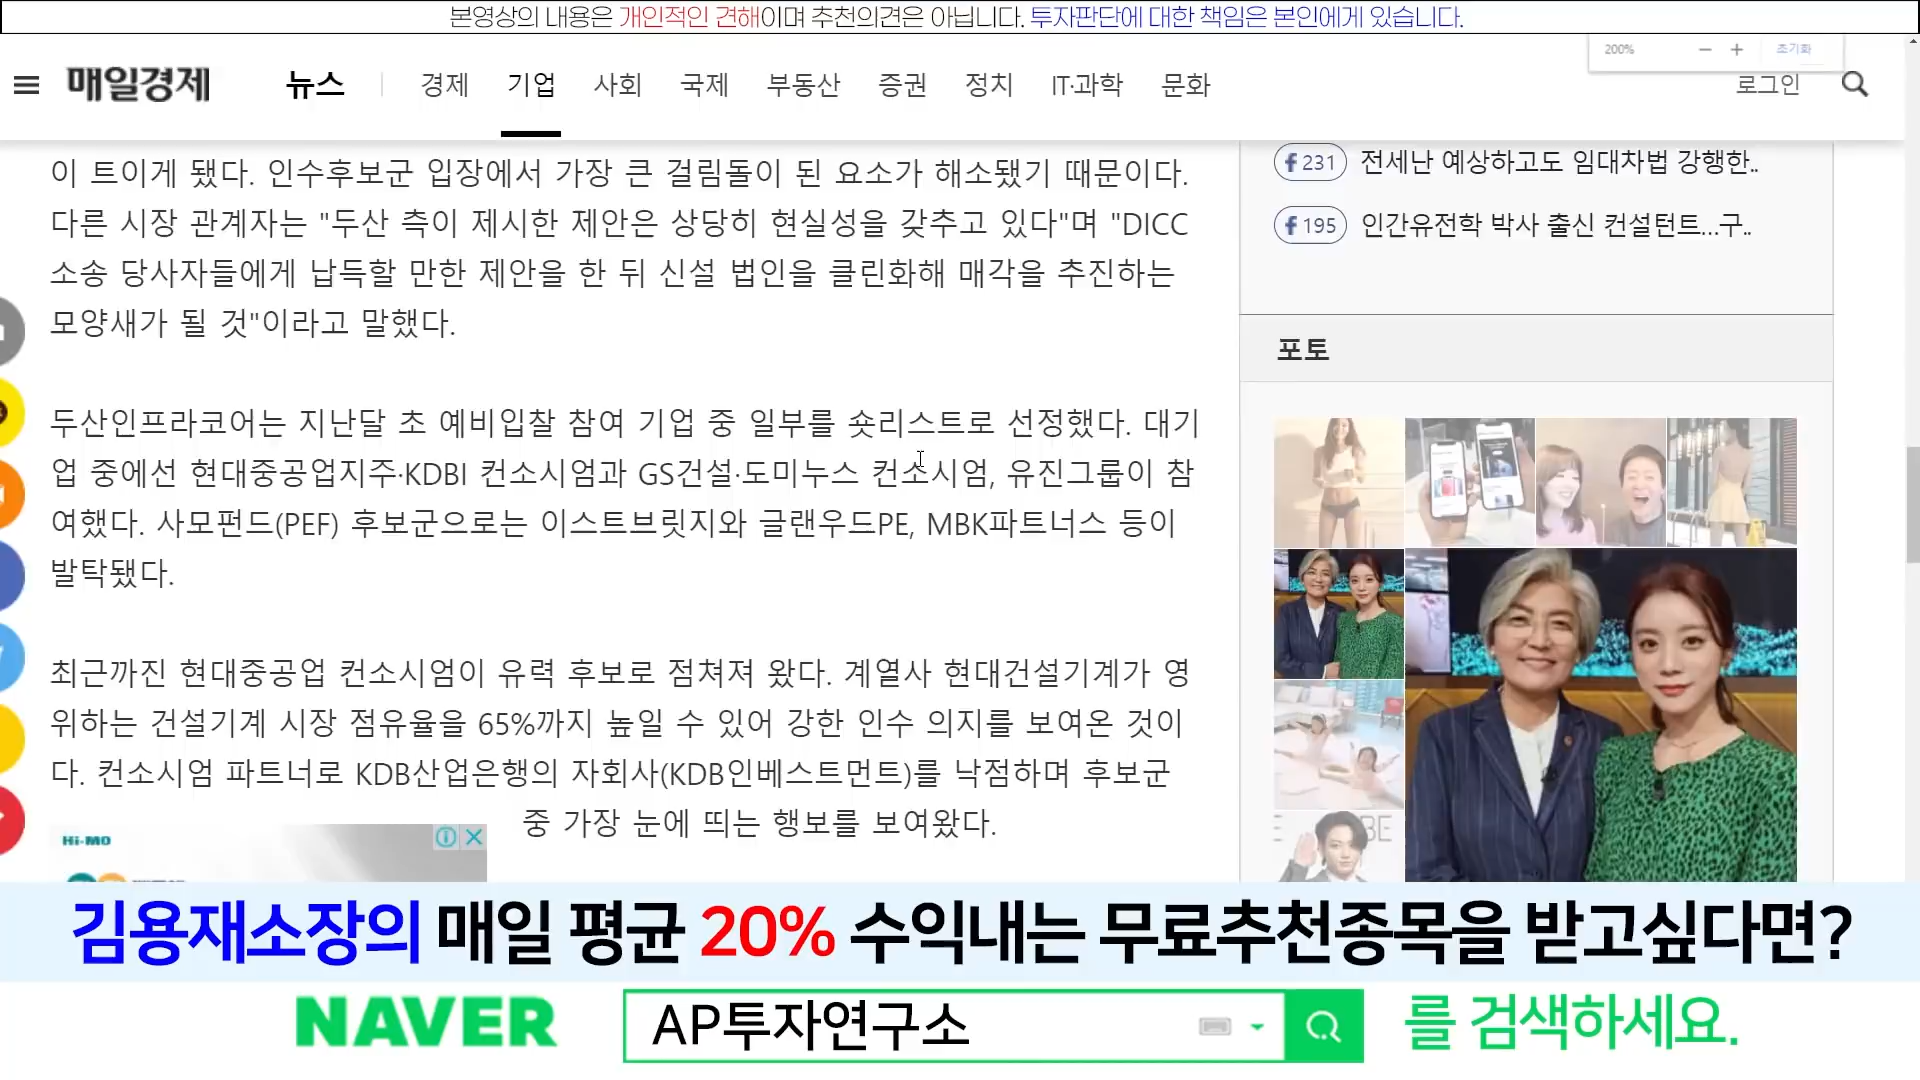 본영상의 내용은 개인적인 견해이며 추천의견은 아닙니다. 투자판단에 대한 책임은 본인에게 있습니다.
200% − + 초기화
매일경제 뉴스 경제 기업 사회 국제 부동산 증권 정치 IT·과학 문화 로그인
이 트이게 됐다. 인수후보군 입장에서 가장 큰 걸림돌이 된 요소가 해소됐기 때문이다.
다른 시장 관계자는 "두산 측이 제시한 제안은 상당히 현실성을 갖추고 있다"며 "DICC
소송 당사자들에게 납득할 만한 제안을 한 뒤 신설 법인을 클린화해 매각을 추진하는
모양새가 될 것"이라고 말했다.
두산인프라코어는 지난달 초 예비입찰 참여 기업 중 일부를 숏리스트로 선정했다. 대기
업 중에선 현대중공업지주·KDBI 컨소시엄과 GS건설·도미누스 컨소시엄, 유진그룹이 참
여했다. 사모펀드(PEF) 후보군으로는 이스트브릿지와 글랜우드PE, MBK파트너스 등이
발탁됐다.
최근까진 현대중공업 컨소시엄이 유력 후보로 점쳐져 왔다. 계열사 현대건설기계가 영
위하는 건설기계 시장 점유율을 65%까지 높일 수 있어 강한 인수 의지를 보여온 것이
다. 컨소시엄 파트너로 KDB산업은행의 자회사(KDB인베스트먼트)를 낙점하며 후보군
중 가장 눈에 띄는 행보를 보여왔다.
Hi-MO
f 231 전세난 예상하고도 임대차법 강행한..
f 195 인간유전학 박사 출신 컨설턴트...구..
포토
김용재소장의 매일 평균 20% 수익내는 무료추천종목을 받고싶다면?
NAVER AP투자연구소 를 검색하세요.